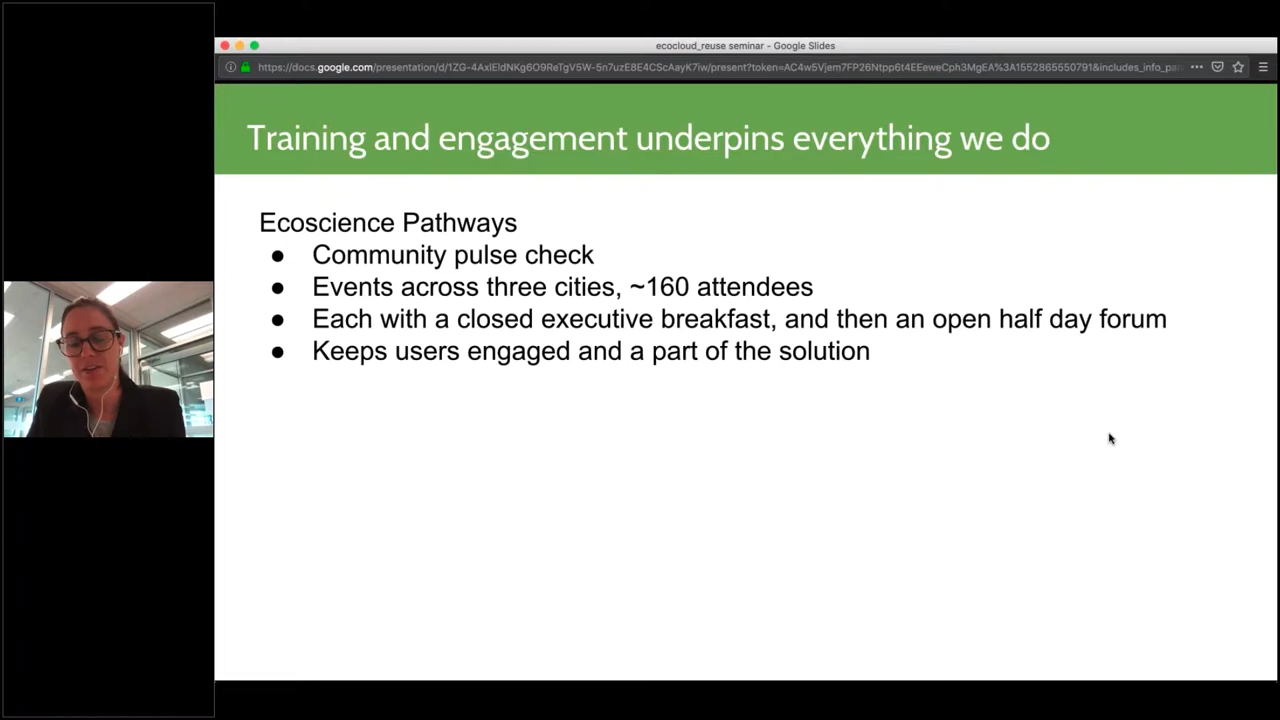 ecocloud_reuse seminar - Google Slides
Training and engagement underpins everything we do
Ecoscience Pathways
● Community pulse check
● Events across three cities, ~160 attendees
● Each with a closed executive breakfast, and then an open half day forum
● Keeps users engaged and a part of the solution